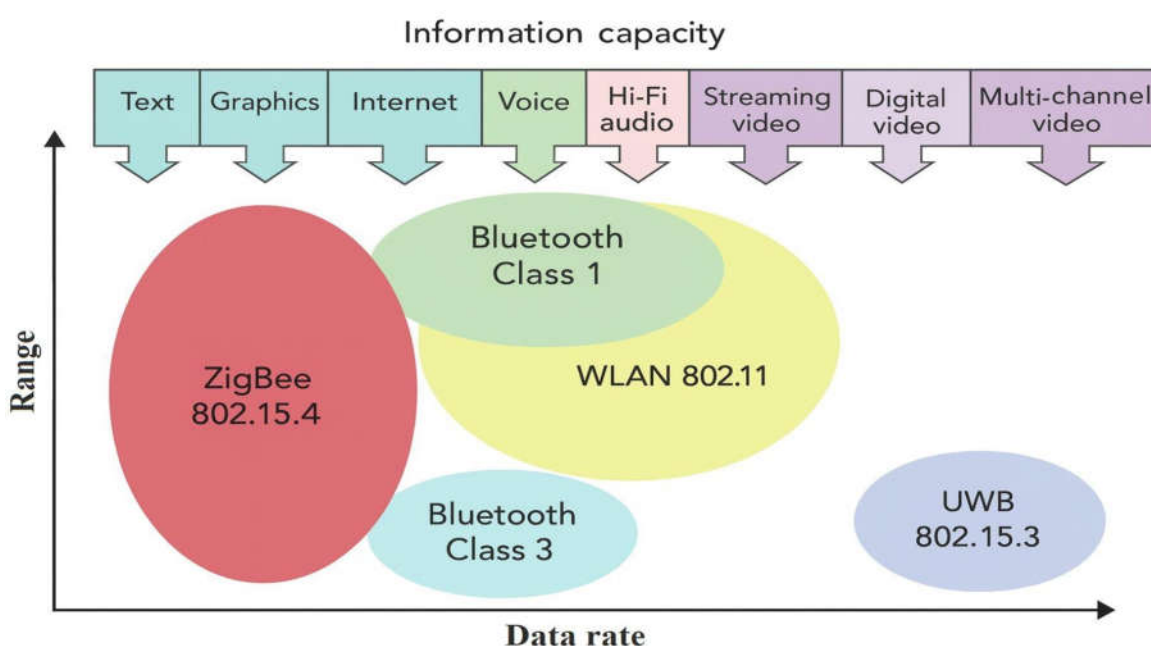 Information capacity
Text
Graphics
Internet
Voice
Hi-Fi
audio
Streaming
video
Digital
video
Multi-channel
video
Range
Bluetooth
Class 1
WLAN 802.11
ZigBee
802.15.4
Bluetooth
Class 3
UWB
802.15.3
Data rate